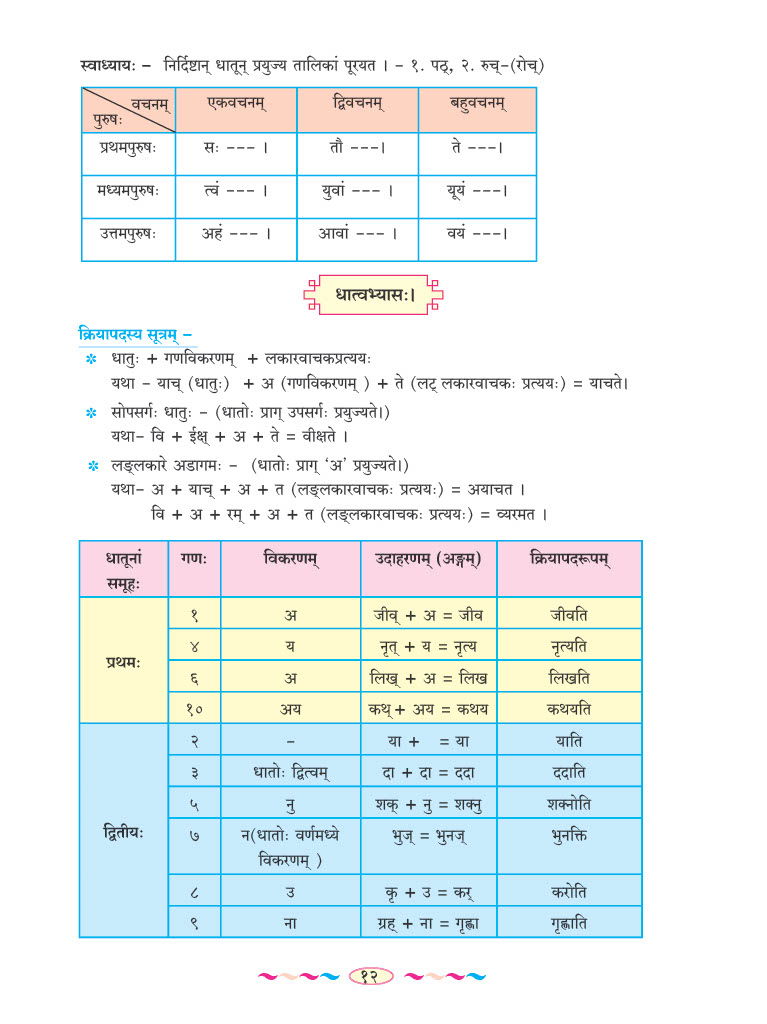 स्वाध्यायः – निर्दिष्टान् धातून् प्रयुज्य तालिकां पूरयत । - १. पठ्, २. रुच्-(रोच्)
वचनम् एकवचनम् द्विवचनम् बहुवचनम्
पुरुषः
प्रथमपुरुषः सः --- । तौ ---। ते ---।
मध्यमपुरुषः त्वं --- । युवां --- । यूयं ---।
उत्तमपुरुषः अहं --- । आवां --- । वयं ---।
धात्वभ्यासः।
क्रियापदस्य सूत्रम् –
* धातुः + गणविकरणम् + लकारवाचकप्रत्ययः
यथा - याच् (धातुः) + अ (गणविकरणम् ) + ते (लट् लकारवाचकः प्रत्ययः) = याचते।
* सोपसर्गः धातुः - (धातोः प्राग् उपसर्गः प्रयुज्यते।)
यथा- वि + ईक्ष् + अ + ते = वीक्षते ।
* लङ्लकारे अडागमः - (धातोः प्राग् ‘अ’ प्रयुज्यते।)
यथा- अ + याच् + अ + त (लङ्लकारवाचकः प्रत्ययः) = अयाचत ।
वि + अ + रम् + अ + त (लङ्लकारवाचकः प्रत्ययः) = व्यरमत ।
धातूनां गणः विकरणम् उदाहरणम् (अङ्गम्) क्रियापदरूपम्
समूहः
१ अ जीव् + अ = जीव जीवति
४ य नृत् + य = नृत्य नृत्यति
प्रथमः
६ अ लिख् + अ = लिख लिखति
१० अय कथ् + अय = कथय कथयति
२ - या + = या याति
३ धातोः द्वित्वम् दा + दा = ददा ददाति
५ नु शक् + नु = शक्नु शक्नोति
द्वितीयः ७ न(धातोः वर्णमध्ये भुज् = भुनज् भुनक्ति
विकरणम् )
८ उ कृ + उ = कर् करोति
९ ना ग्रह् + ना = गृह्णा गृह्णाति
१२